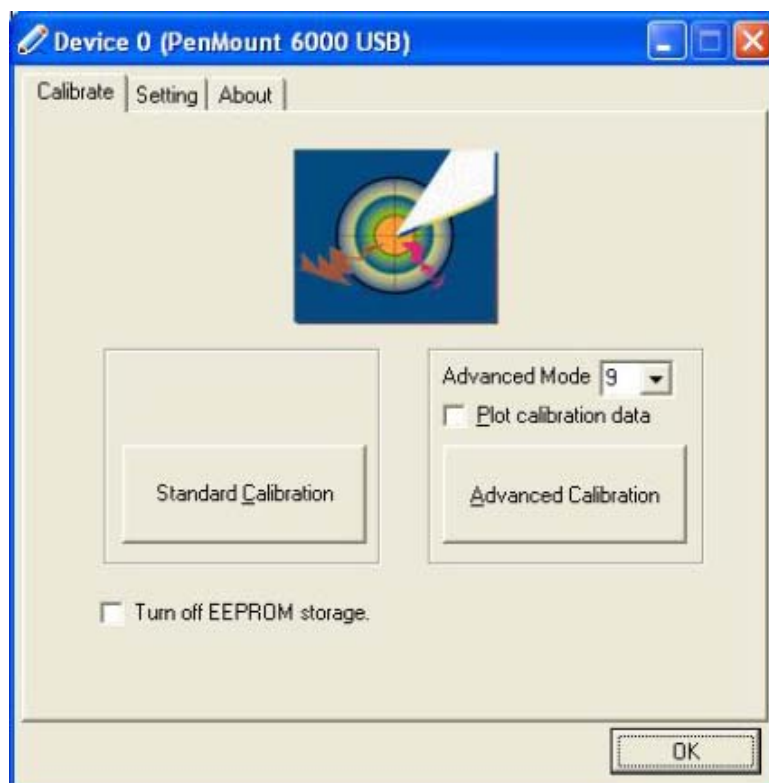 Device 0 (PenMount 6000 USB)
Calibrate Setting About
Advanced Mode 9
Plot calibration data
Standard Calibration
Advanced Calibration
Turn off EEPROM storage.
OK